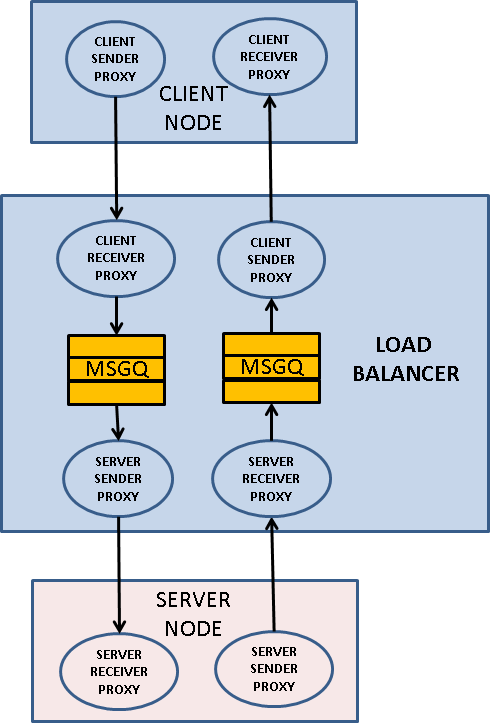 CLIENT
SENDER
PROXY
CLIENT
RECEIVER
PROXY
CLIENT
NODE
CLIENT
RECEIVER
PROXY
CLIENT
SENDER
PROXY
MSGQ
MSGQ
LOAD
BALANCER
SERVER
SENDER
PROXY
SERVER
RECEIVER
PROXY
SERVER
NODE
SERVER
RECEIVER
PROXY
SERVER
SENDER
PROXY